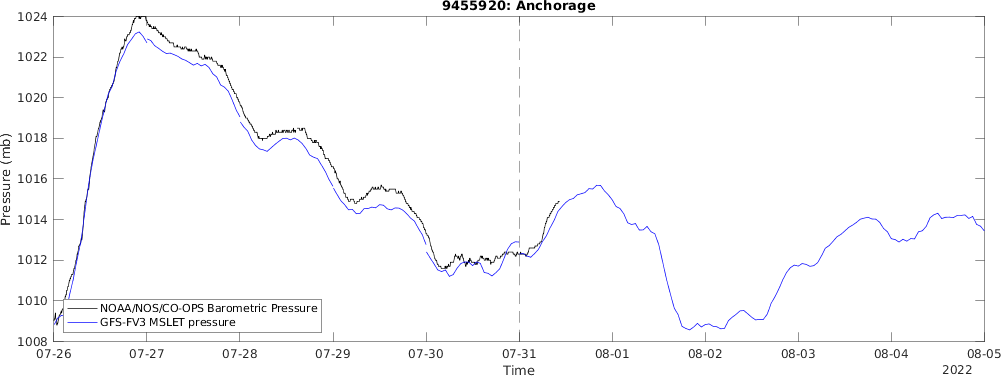 9455920: Anchorage
1024
1022
1020
1018
1016
1014
1012
1010
1008
Pressure (mb)
NOAA/NOS/CO-OPS Barometric Pressure
GFS-FV3 MSLET pressure
07-26 07-27 07-28 07-29 07-30 07-31 08-01 08-02 08-03 08-04 08-05
Time
2022